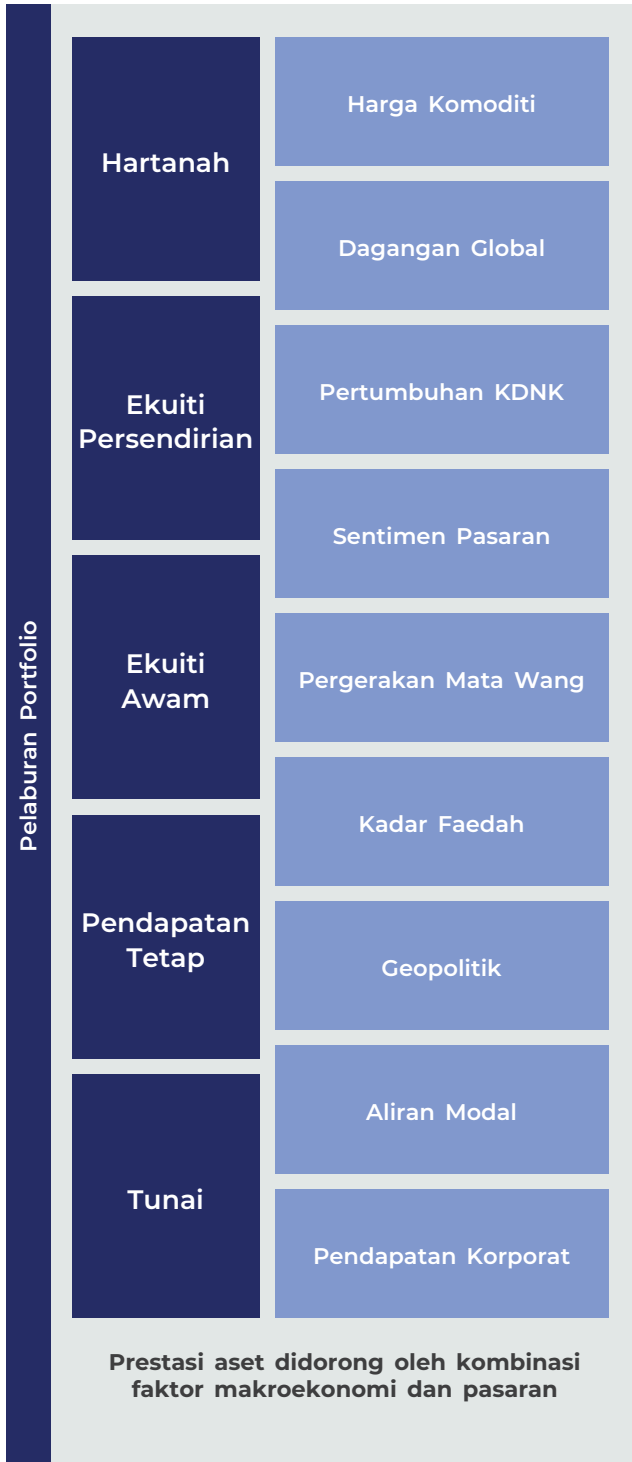 Pelaburan Portfolio
Hartanah
Ekuiti
Persendirian
Ekuiti
Awam
Pendapatan
Tetap
Tunai
Harga Komoditi
Dagangan Global
Pertumbuhan KDNK
Sentimen Pasaran
Pergerakan Mata Wang
Kadar Faedah
Geopolitik
Aliran Modal
Pendapatan Korporat
Prestasi aset didorong oleh kombinasi
faktor makroekonomi dan pasaran